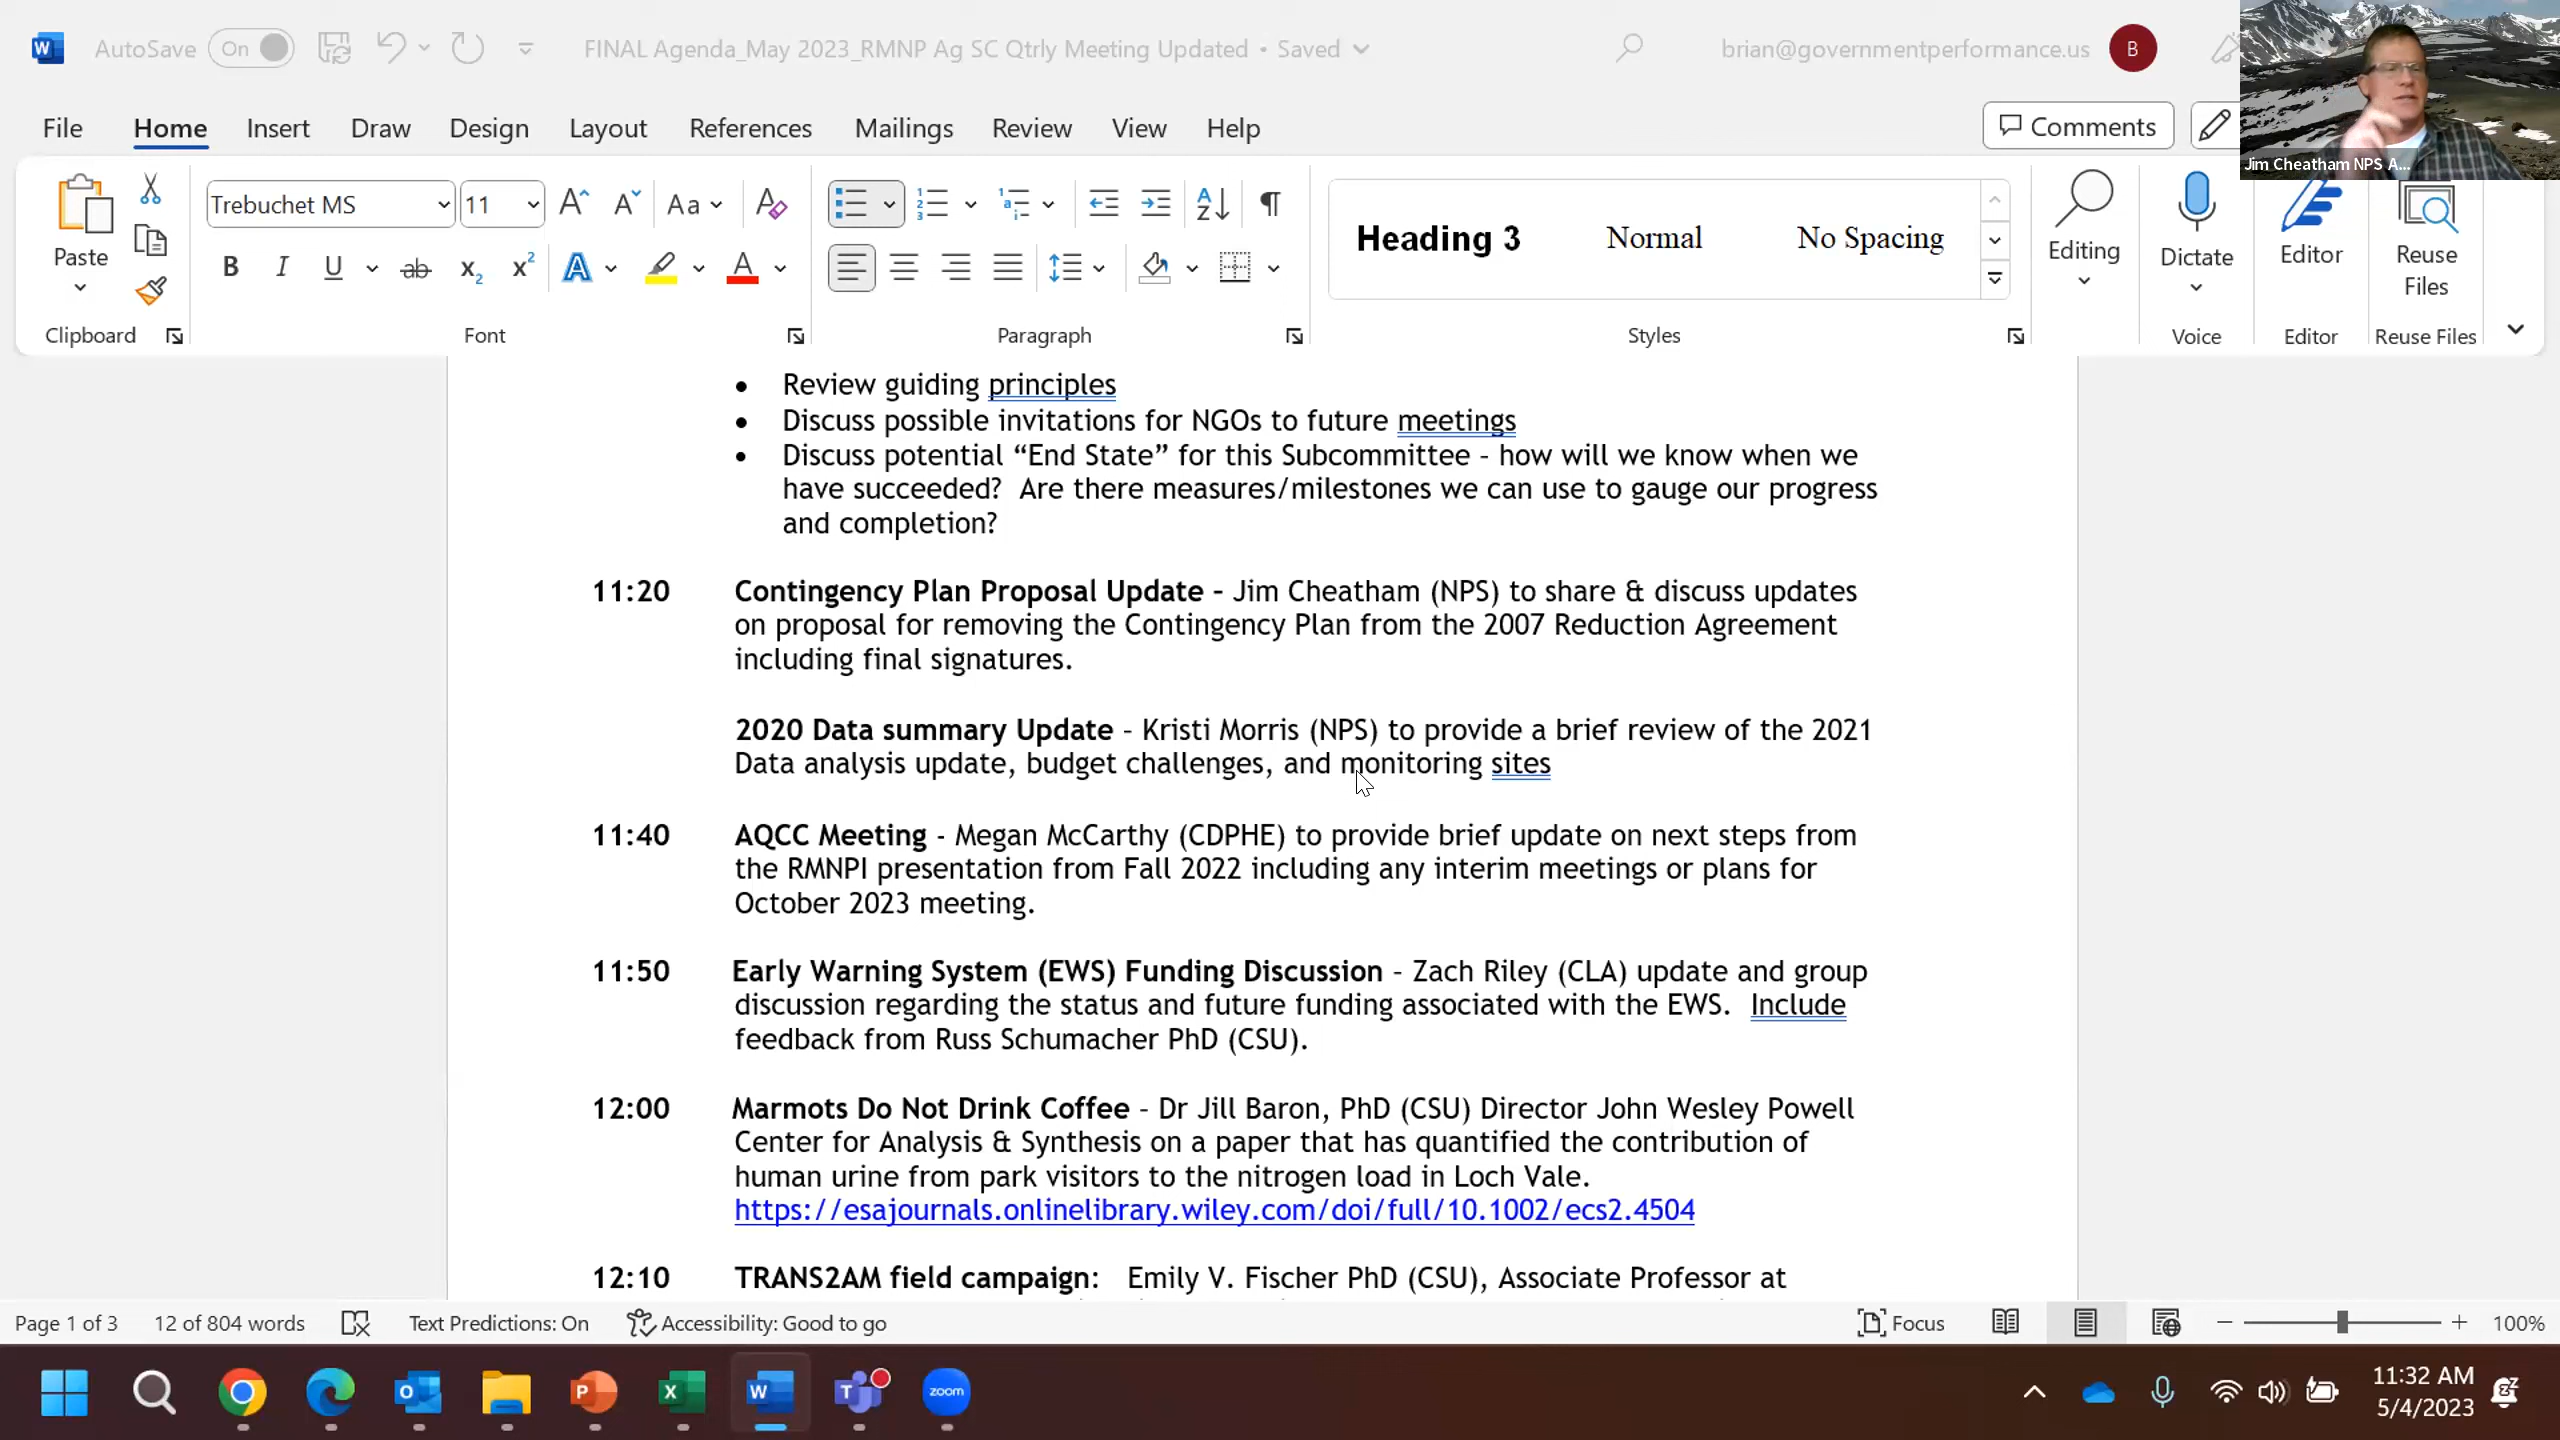 AutoSave On FINAL Agenda_May 2023_RMNP Ag SC Qtrly Meeting Updated • Saved brian@governmentperformance.us B
File Home Insert Draw Design Layout References Mailings Review View Help Comments
Jim Cheatham NPS A...
Paste Trebuchet MS 11 Aa Heading 3 Normal No Spacing Editing Dictate Editor Reuse Files
Clipboard Font Paragraph Styles Voice Editor Reuse Files
• Review guiding principles
• Discuss possible invitations for NGOs to future meetings
• Discuss potential “End State” for this Subcommittee - how will we know when we
have succeeded? Are there measures/milestones we can use to gauge our progress
and completion?
11:20 Contingency Plan Proposal Update – Jim Cheatham (NPS) to share & discuss updates
on proposal for removing the Contingency Plan from the 2007 Reduction Agreement
including final signatures.
2020 Data summary Update - Kristi Morris (NPS) to provide a brief review of the 2021
Data analysis update, budget challenges, and monitoring sites
11:40 AQCC Meeting - Megan McCarthy (CDPHE) to provide brief update on next steps from
the RMNPI presentation from Fall 2022 including any interim meetings or plans for
October 2023 meeting.
11:50 Early Warning System (EWS) Funding Discussion - Zach Riley (CLA) update and group
discussion regarding the status and future funding associated with the EWS. Include
feedback from Russ Schumacher PhD (CSU).
12:00 Marmots Do Not Drink Coffee - Dr Jill Baron, PhD (CSU) Director John Wesley Powell
Center for Analysis & Synthesis on a paper that has quantified the contribution of
human urine from park visitors to the nitrogen load in Loch Vale.
https://esajournals.onlinelibrary.wiley.com/doi/full/10.1002/ecs2.4504
12:10 TRANS2AM field campaign: Emily V. Fischer PhD (CSU), Associate Professor at
Page 1 of 3 12 of 804 words Text Predictions: On Accessibility: Good to go Focus 100%
zoom 11:32 AM
5/4/2023